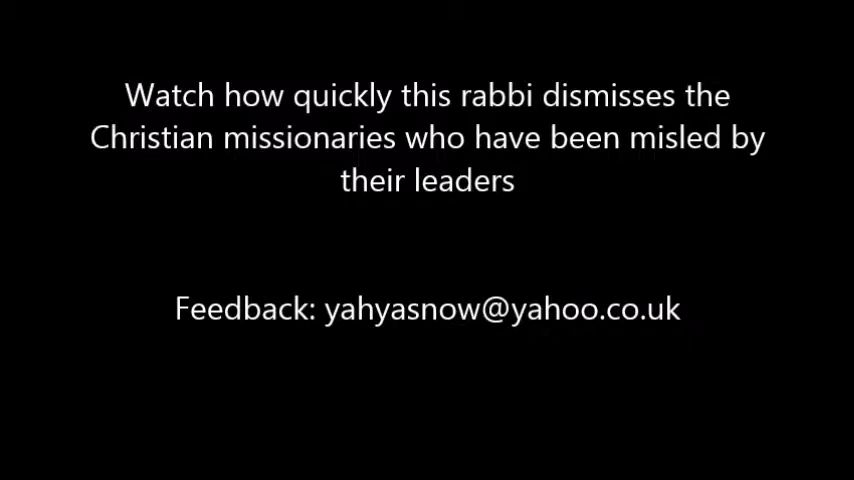 Watch how quickly this rabbi dismisses the
Christian missionaries who have been misled by
their leaders
Feedback: yahyasnow@yahoo.co.uk